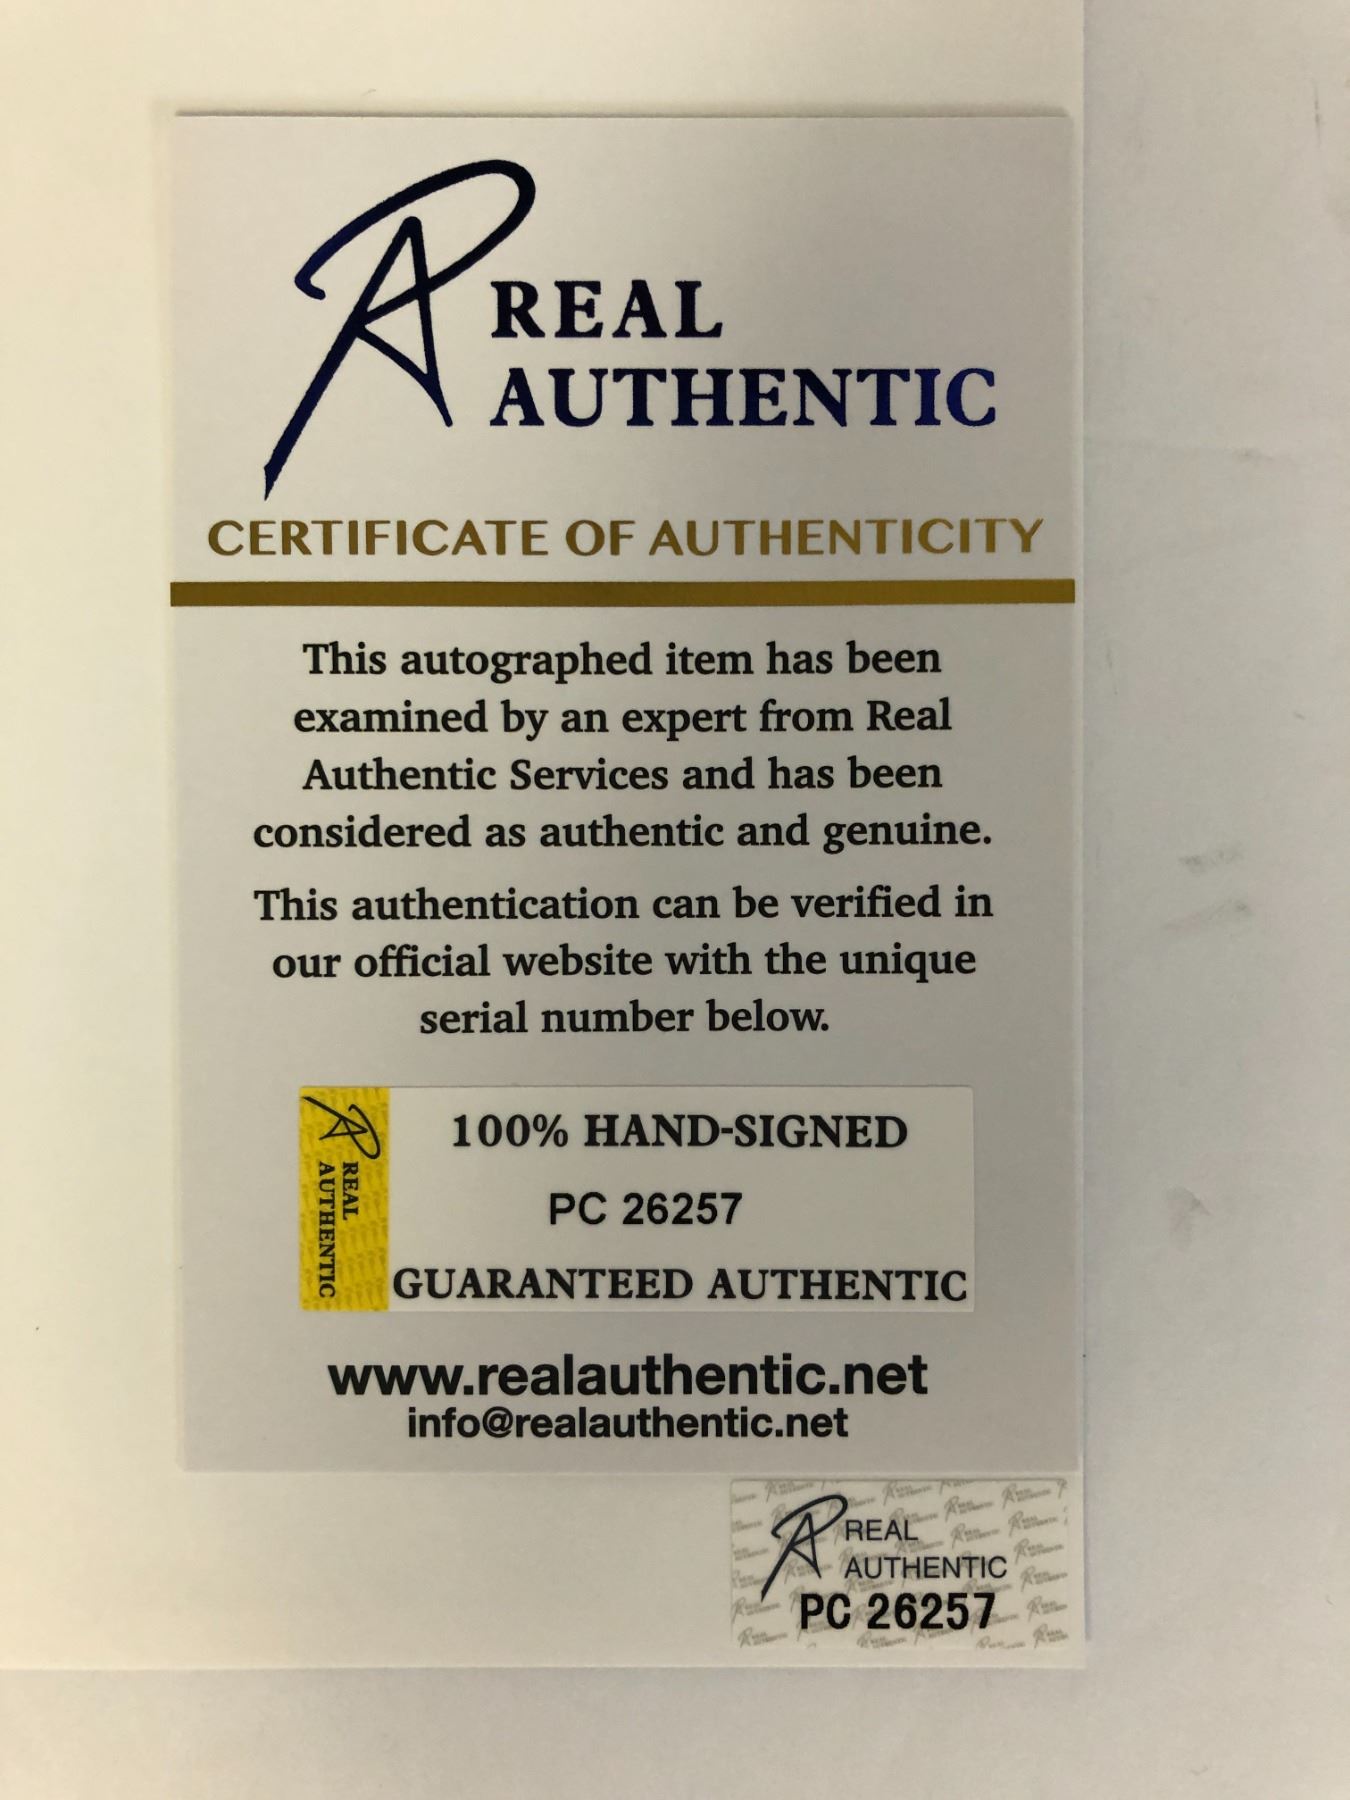 REAL
AUTHENTIC
CERTIFICATE OF AUTHENTICITY
This autographed item has been
examined by an expert from Real
Authentic Services and has been
considered as authentic and genuine.
This authentication can be verified in
our official website with the unique
serial number below.
REAL
AUTHENTIC
100% HAND-SIGNED
PC 26257
GUARANTEED AUTHENTIC
www.realauthentic.net
info@realauthentic.net
REAL
AUTHENTIC
PC 26257